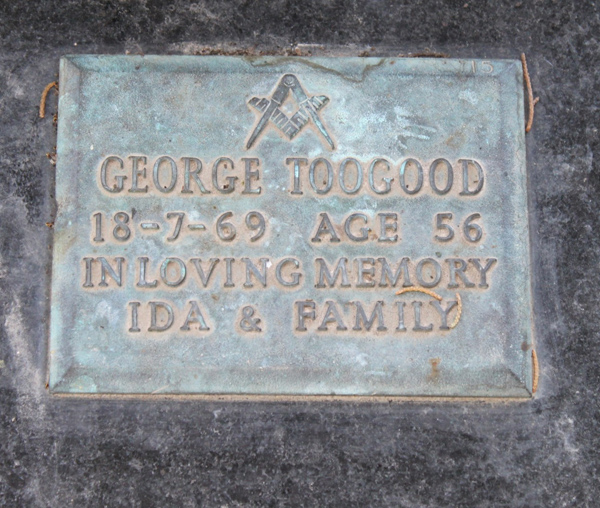 GEORGE TOOGOOD
18-7-69 AGE 56
IN LOVING MEMORY
IDA & FAMILY